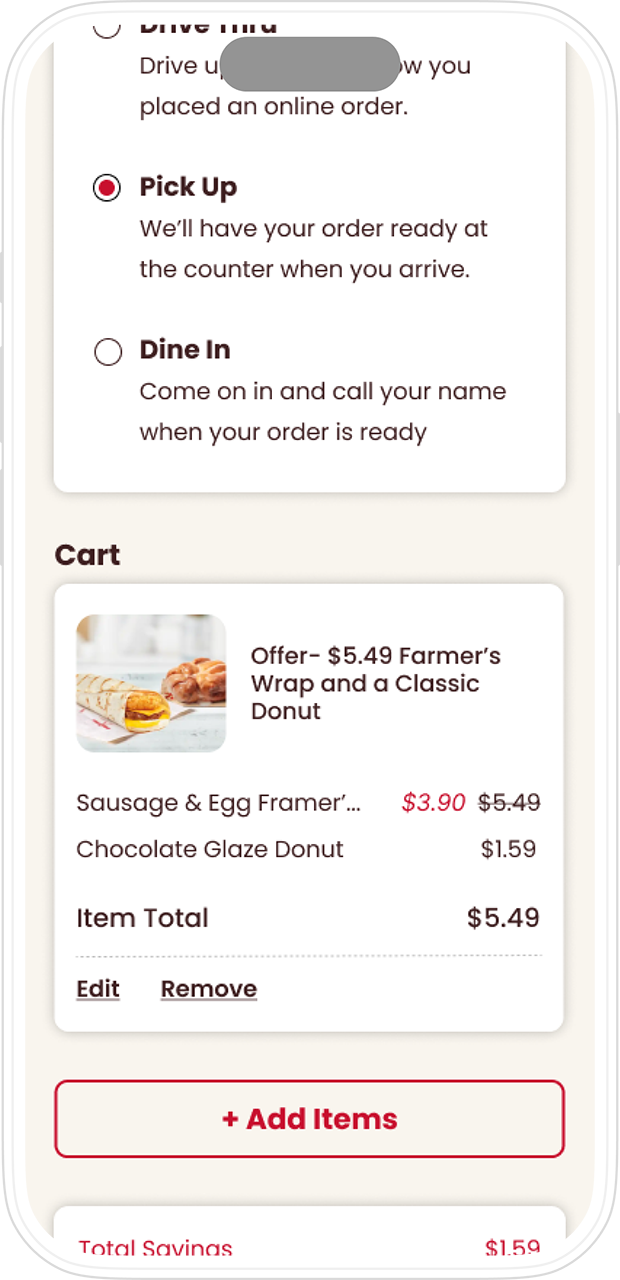 Drive Thru
Drive u ow you
placed an online order.
Pick Up
We’ll have your order ready at
the counter when you arrive.
Dine In
Come on in and call your name
when your order is ready
Cart
Offer- $5.49 Farmer’s
Wrap and a Classic
Donut
Sausage & Egg Framer’... $3.90 $5.49
Chocolate Glaze Donut $1.59
Item Total $5.49
Edit Remove
+ Add Items
Total Savings $1.59